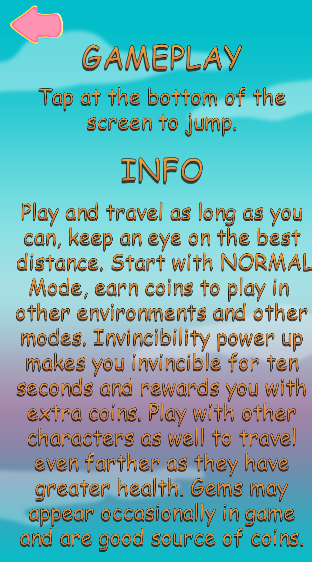 GAMEPLAY
Tap at the bottom of the
screen to jump.
INFO
Play and travel as long as you
can, keep an eye on the best
distance. Start with NORMAL
Mode, earn coins to play in
other environments and other
modes. Invincibility power up
makes you invincible for ten
seconds and rewards you with
extra coins. Play with other
characters as well to travel
even farther as they have
greater health. Gems may
appear occasionally in game
and are good source of coins.